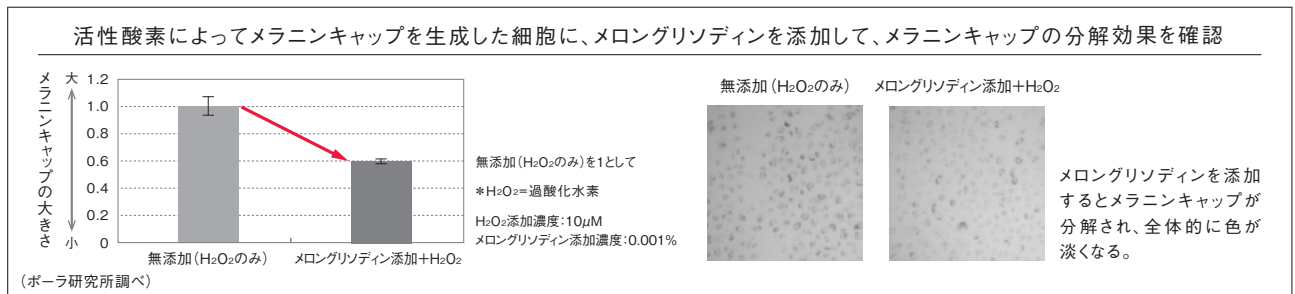 活性酸素によってメラニンキャップを生成した細胞に、メロングリソディンを添加して、メラニンキャップの分解効果を確認
メラニンキャップの大きさ
大
小
1.2
1.0
0.8
0.6
0.4
0.2
0
無添加（H₂O₂のみ）
メロングリソディン添加+H₂O₂
無添加（H₂O₂のみ）を1として
*H₂O₂=過酸化水素
H₂O₂添加濃度:10μM
メロングリソディン添加濃度:0.001%
（ポーラ研究所調べ）
無添加（H₂O₂のみ）
メロングリソディン添加+H₂O₂
メロングリソディンを添加
するとメラニンキャップが
分解され、全体的に色が
淡くなる。